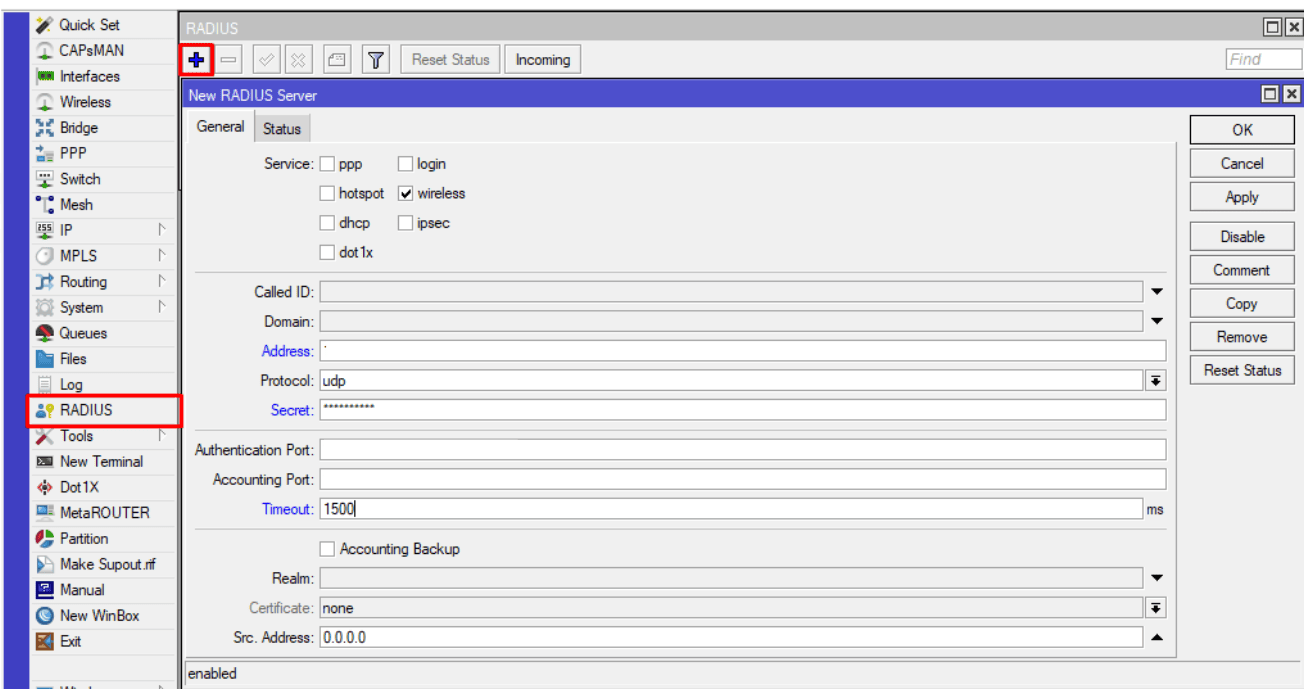 Quick Set
CAPsMAN
Interfaces
Wireless
Bridge
PPP
Switch
Mesh
IP
MPLS
Routing
System
Queues
Files
Log
RADIUS
Tools
New Terminal
Dot1X
MetaROUTER
Partition
Make Supout.rif
Manual
New WinBox
Exit
RADIUS
Reset Status Incoming Find
New RADIUS Server
General Status
Service: ppp login
hotspot wireless
dhcp ipsec
dot1x
Called ID:
Domain:
Address:
Protocol: udp
Secret: **********
Authentication Port:
Accounting Port:
Timeout: 1500 ms
Accounting Backup
Realm:
Certificate: none
Src. Address: 0.0.0.0
enabled
OK
Cancel
Apply
Disable
Comment
Copy
Remove
Reset Status